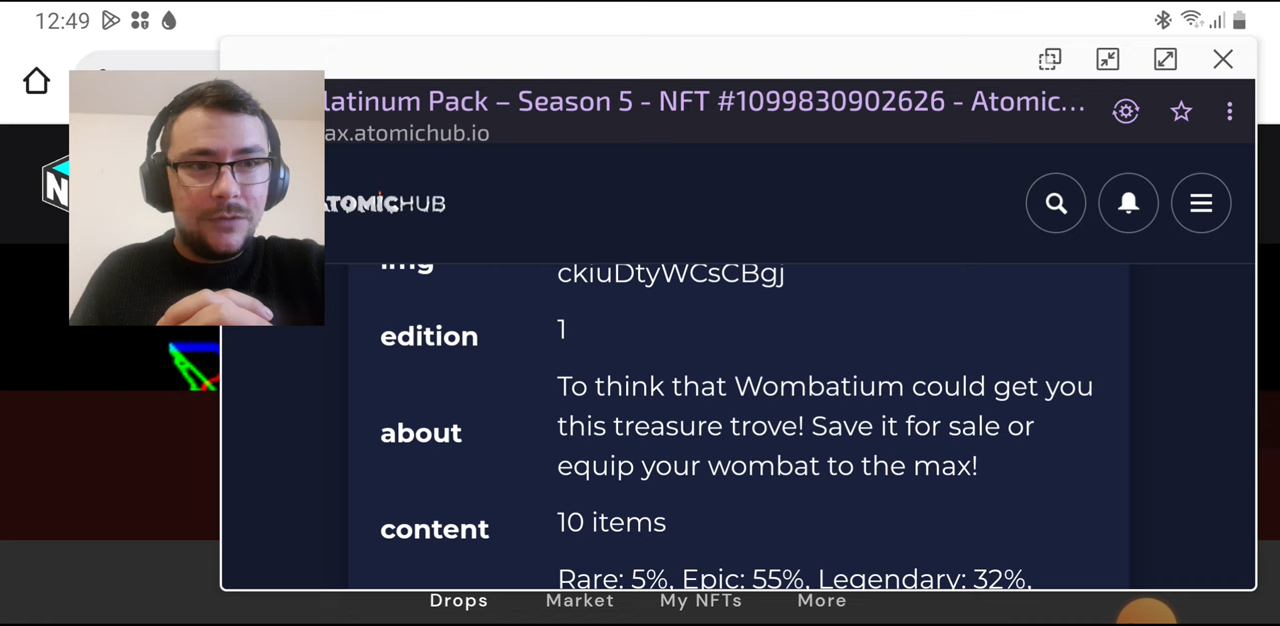 12:49
latinum Pack – Season 5 - NFT #1099830902626 - Atomic...
ax.atomichub.io
N
ATOMICHUB
img
ckiuDtyWCsCBgj
edition
1
about
To think that Wombatium could get you
this treasure trove! Save it for sale or
equip your wombat to the max!
content
10 items
Rare: 5%, Epic: 55%, Legendary: 32%,
Drops
Market
My NFTs
More